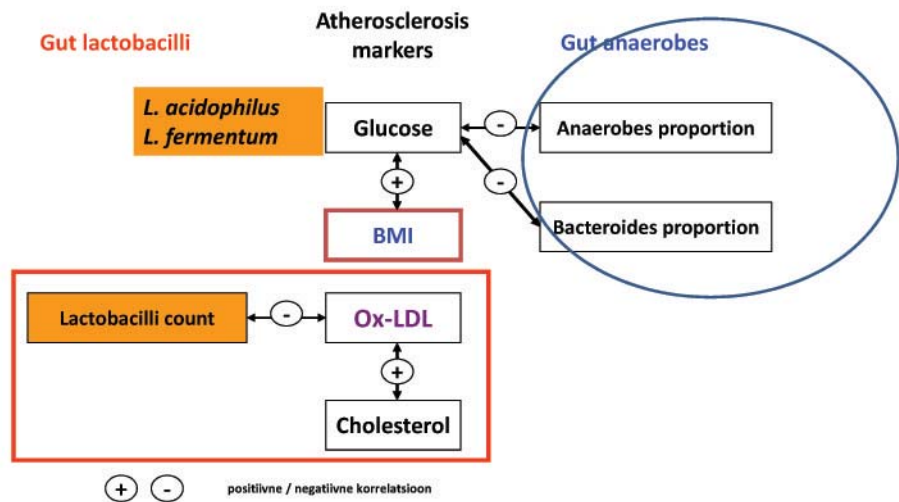 Gut lactobacilli
Atherosclerosis
markers
Gut anaerobes
L. acidophilus
L. fermentum
Glucose
-
Anaerobes proportion
+
-
BMI
Bacteroides proportion
Lactobacilli count
-
Ox-LDL
+
Cholesterol
+ - positiivne / negatiivne korrelatsioon